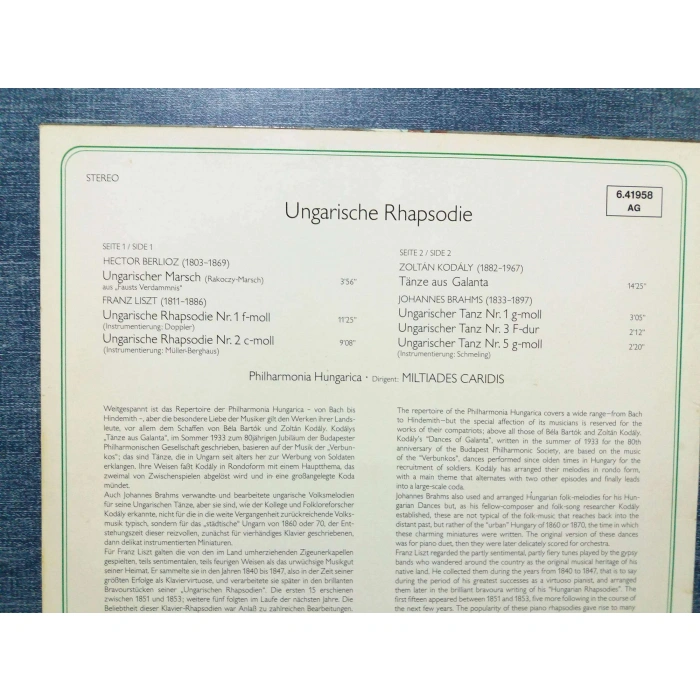 STEREO
6.41958
AG
Ungarische Rhapsodie
SEITE 1 / SIDE 1
HECTOR BERLIOZ (1803-1869)
Ungarischer Marsch (Rakoczy-Marsch) 3'56"
aus „Fausts Verdammnis"
FRANZ LISZT (1811-1886)
Ungarische Rhapsodie Nr. 1 f-moll 11'25"
(Instrumentierung: Doppler)
Ungarische Rhapsodie Nr. 2 c-moll 9'08"
(Instrumentierung: Müller-Berghaus)
SEITE 2 / SIDE 2
ZOLTÁN KODÁLY (1882-1967)
Tänze aus Galanta 14'25"
JOHANNES BRAHMS (1833-1897)
Ungarischer Tanz Nr. 1 g-moll 3'05"
Ungarischer Tanz Nr. 3 F-dur 2'12"
Ungarischer Tanz Nr. 5 g-moll 2'20"
(Instrumentierung: Schmeling)
Philharmonia Hungarica · Dirigent: MILTIADES CARIDIS
Weitgespannt ist das Repertoire der Philharmonia Hungarica – von Bach bis
Hindemith –, aber die besondere Liebe der Musiker gilt den Werken ihrer Lands-
leute, vor allem dem Schaffen von Béla Bartók und Zoltán Kodály. Kodálys
„Tänze aus Galanta", im Sommer 1933 zum 80jährigen Jubiläum der Budapester
Philharmonischen Gesellschaft geschrieben, basieren auf der Musik der „Verbun-
kos"; das sind Tänze, die in Ungarn seit alters her zur Werbung von Soldaten
erklangen. Ihre Weisen faßt Kodály in Rondoform mit einem Hauptthema, das
zweimal von Zwischenspielen abgelöst wird und in eine großangelegte Koda
mündet.
Auch Johannes Brahms verwandte und bearbeitete ungarische Volksmelodien
für seine Ungarischen Tänze, aber sie sind, wie der Kollege und Folkloreforscher
Kodály erkannte, nicht für die in die weite Vergangenheit zurückreichende Volks-
musik typisch, sondern für das „städtische" Ungarn von 1860 oder 70, der Ent-
stehungszeit dieser reizvollen, zunächst für vierhändiges Klavier geschriebenen,
dann delikat instrumentierten Miniaturen.
Für Franz Liszt galten die von den im Land umherziehenden Zigeunerkapellen
gespielten, teils sentimentalen, teils feurigen Weisen als das urwüchsige Musikgut
seiner Heimat. Er sammelte sie in den Jahren 1840 bis 1847, also in der Zeit seiner
größten Erfolge als Klaviervirtuose, und verarbeitete sie später in den brillanten
Bravourstücken seiner „Ungarischen Rhapsodien". Die ersten 15 erschienen
zwischen 1851 und 1853; weitere fünf folgten im Laufe der nächsten Jahre. Die
Beliebtheit dieser Klavier-Rhapsodien war Anlaß zu zahlreichen Bearbeitungen.
The repertoire of the Philharmonia Hungarica covers a wide range–from Bach
to Hindemith–but the special affection of its musicians is reserved for the
works of their compatriots; above all those of Béla Bartók and Zoltán Kodály.
Kodály's "Dances of Galanta", written in the summer of 1933 for the 80th
anniversary of the Budapest Philharmonic Society, are based on the music
of the "Verbunkos", dances performed since olden times in Hungary for the
recruitment of soldiers. Kodály has arranged their melodies in rondo form,
with a main theme that alternates with two other episodes and finally leads
into a large-scale coda.
Johannes Brahms also used and arranged Hungarian folk-melodies for his Hun-
garian Dances but, as his fellow-composer and folk-song researcher Kodály
established, these are not typical of the folk-music that reaches back into the
distant past, but rather of the "urban" Hungary of 1860 or 1870, the time in which
these charming miniatures were written. The original version of these dances
was for piano duet, then they were later delicately scored for orchestra.
Franz Liszt regarded the partly sentimental, partly fiery tunes played by the gypsy
bands who wandered around the country as the original musical heritage of his
native land. He collected them during the years from 1840 to 1847, that is to say
during the period of his greatest successes as a virtuoso pianist, and arranged
them later in the brilliant bravoura writing of his "Hungarian Rhapsodies". The
first fifteen appeared between 1851 and 1853, five more following in the course of
the next few years. The popularity of these piano rhapsodies gave rise to many